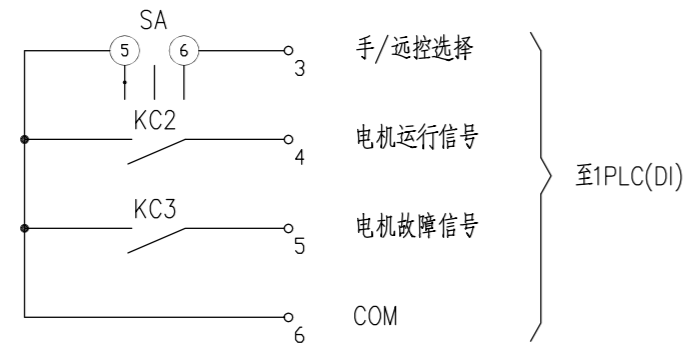 SA
5 6 3 手/远控选择
KC2
4 电机运行信号
至1PLC(DI)
KC3
5 电机故障信号
6 COM